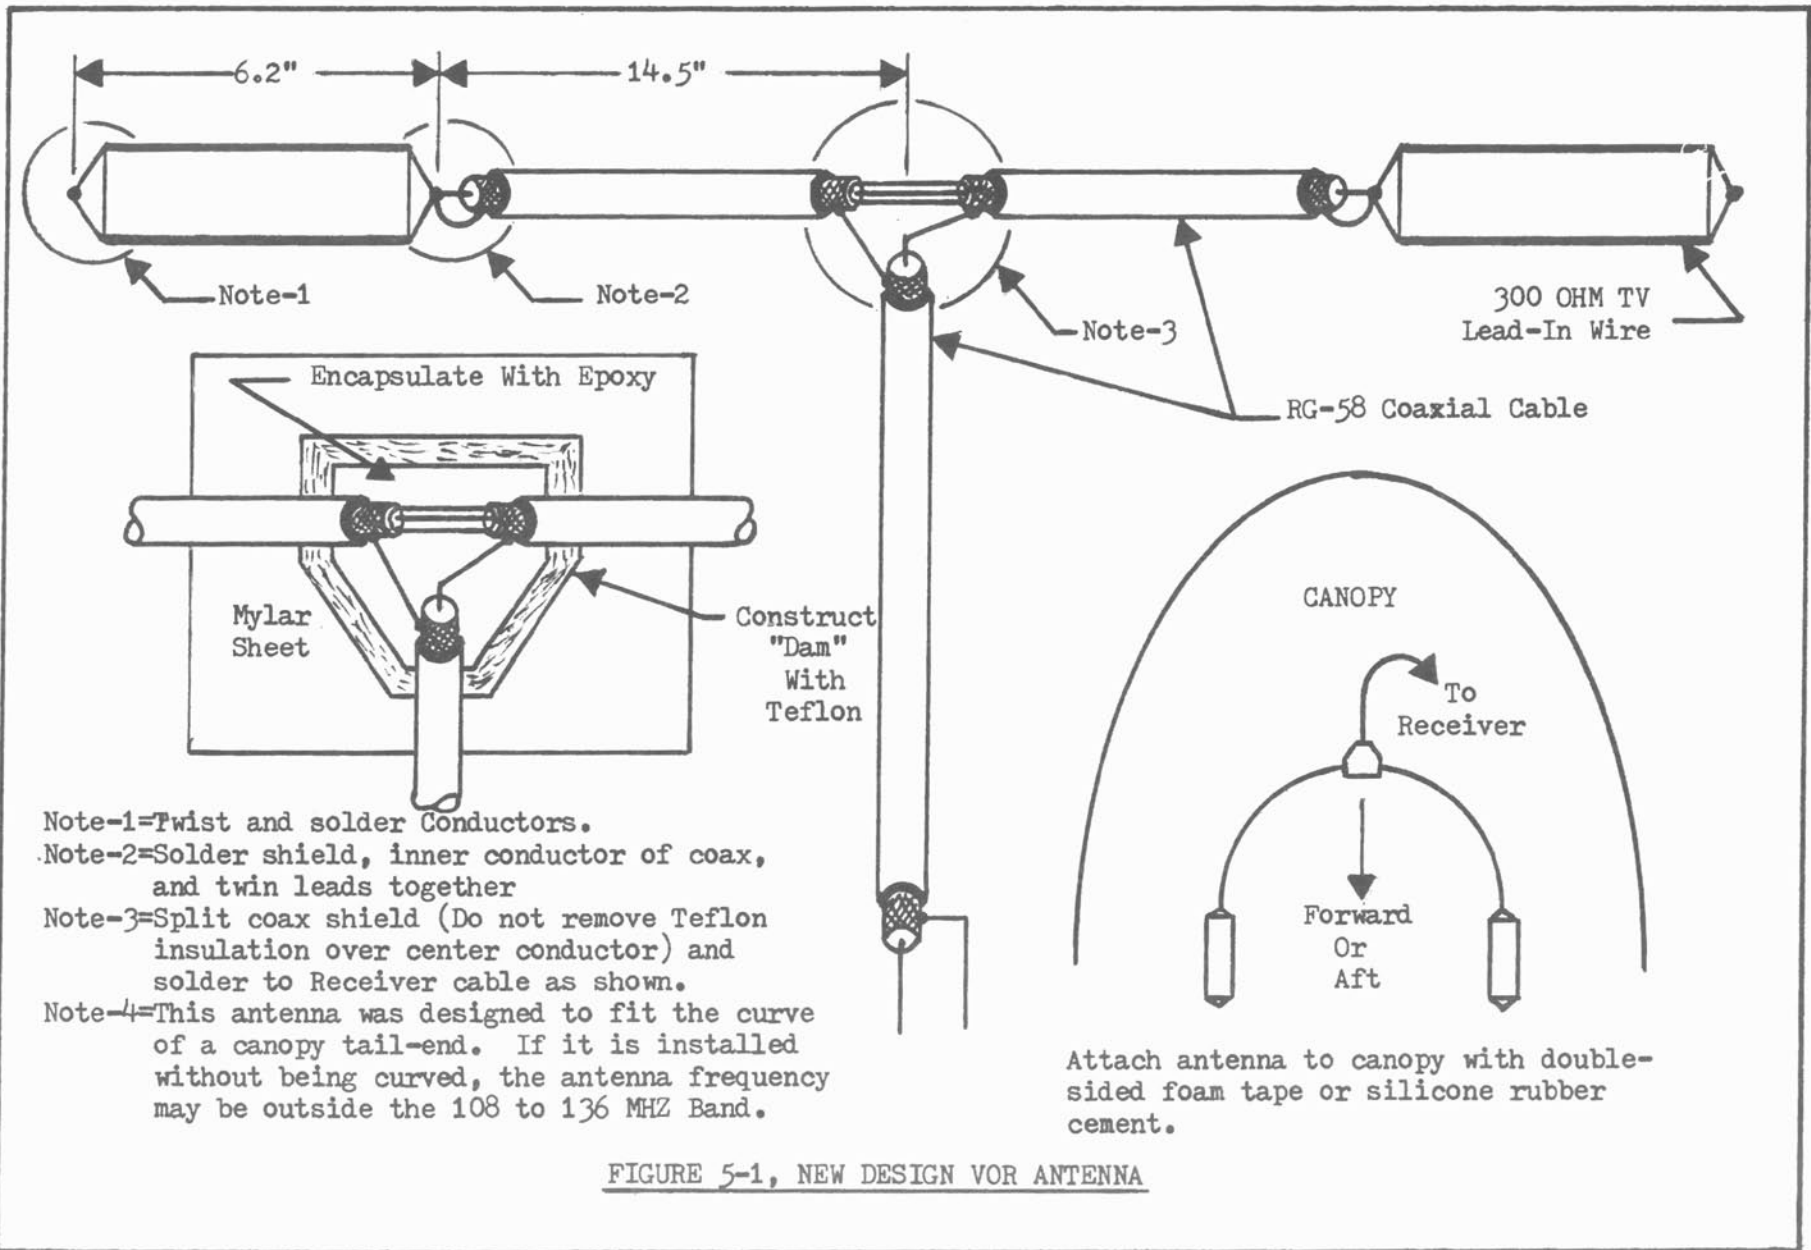 6.2"
14.5"
Note-1
Note-2
Note-3
300 OHM TV
Lead-In Wire
RG-58 Coaxial Cable
Encapsulate With Epoxy
Mylar
Sheet
Construct
"Dam"
With
Teflon
CANOPY
To
Receiver
Forward
Or
Aft
Note-1=Twist and solder Conductors.
Note-2=Solder shield, inner conductor of coax,
and twin leads together
Note-3=Split coax shield (Do not remove Teflon
insulation over center conductor) and
solder to Receiver cable as shown.
Note-4=This antenna was designed to fit the curve
of a canopy tail-end. If it is installed
without being curved, the antenna frequency
may be outside the 108 to 136 MHZ Band.
Attach antenna to canopy with double-
sided foam tape or silicone rubber
cement.
FIGURE 5-1, NEW DESIGN VOR ANTENNA